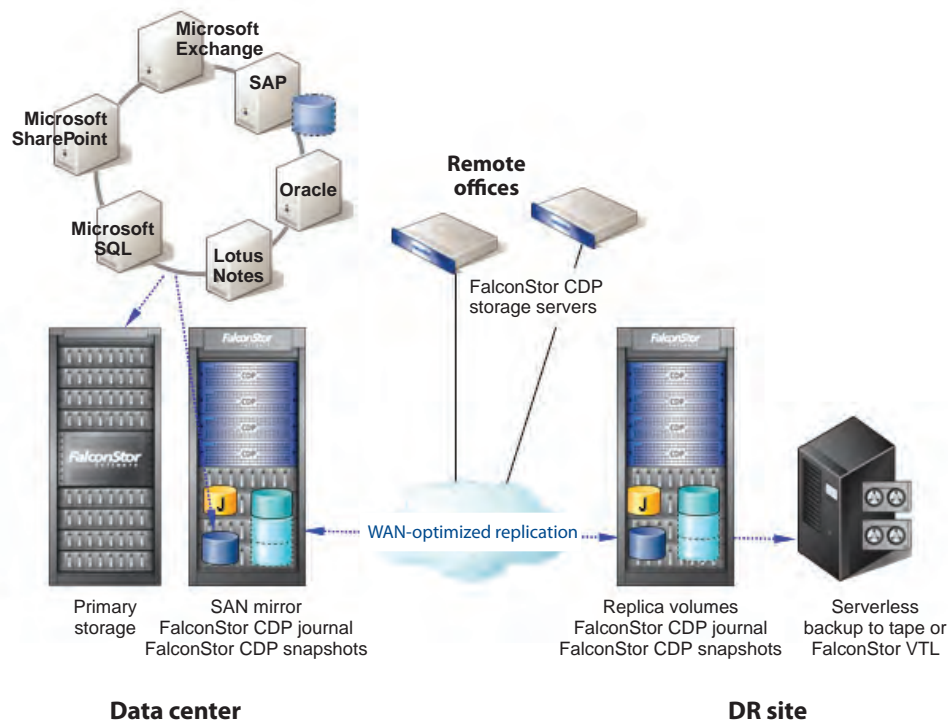 Microsoft
Exchange
SAP
Microsoft
SharePoint
Oracle
Microsoft
SQL
Lotus
Notes
Remote
offices
FalconStor CDP
storage servers
FalconStor
FalconStor
SOFTWARE
CDP
CDP
CDP
CDP
J
FalconStor
CDP
CDP
CDP
CDP
J
WAN-optimized replication
Primary
storage
SAN mirror
FalconStor CDP journal
FalconStor CDP snapshots
Replica volumes
FalconStor CDP journal
FalconStor CDP snapshots
Serverless
backup to tape or
FalconStor VTL
Data center
DR site